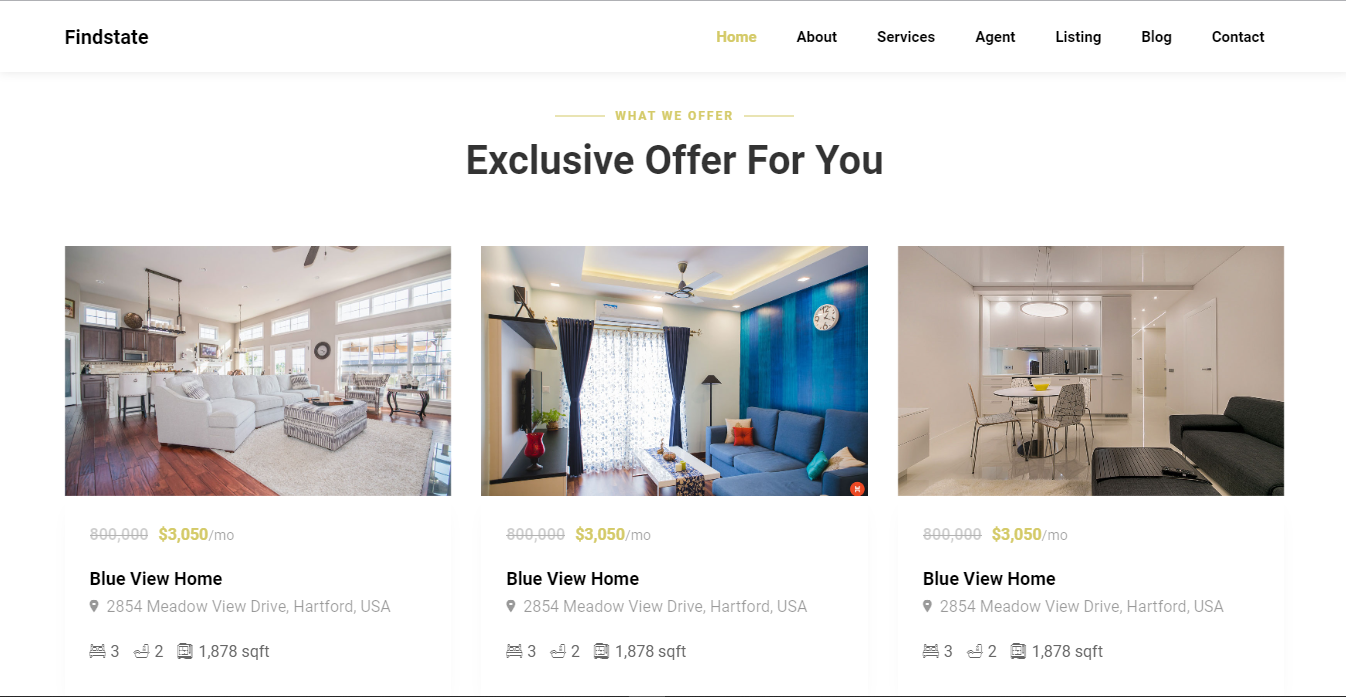 Findstate
Home About Services Agent Listing Blog Contact
WHAT WE OFFER
Exclusive Offer For You
800,000 $3,050/mo
Blue View Home
2854 Meadow View Drive, Hartford, USA
3 2 1,878 sqft
800,000 $3,050/mo
Blue View Home
2854 Meadow View Drive, Hartford, USA
3 2 1,878 sqft
800,000 $3,050/mo
Blue View Home
2854 Meadow View Drive, Hartford, USA
3 2 1,878 sqft